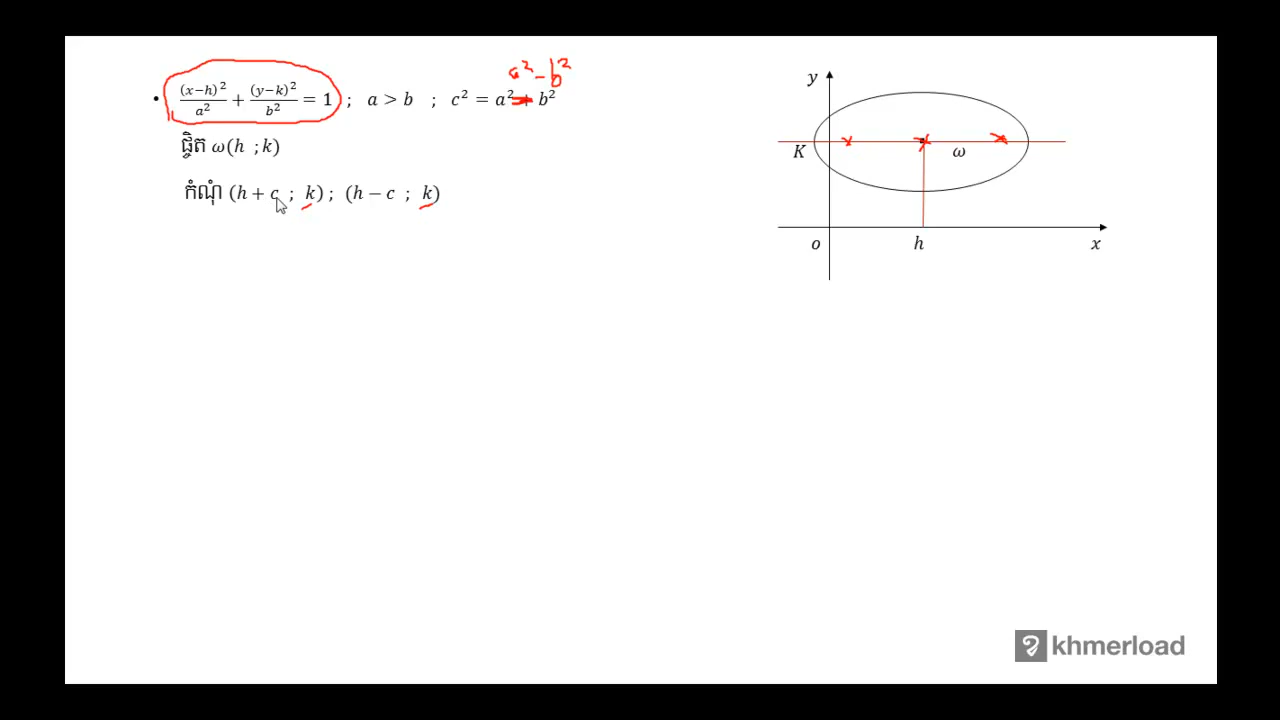 a² − b²
• (x−h)²/a² + (y−k)²/b² = 1 ; a > b ; c² = a² + b²
ផ្ចិត ω(h ; k)
កំណុំ (h + c ; k) ; (h − c ; k)
y
K
ω
o
h
x
khmerload